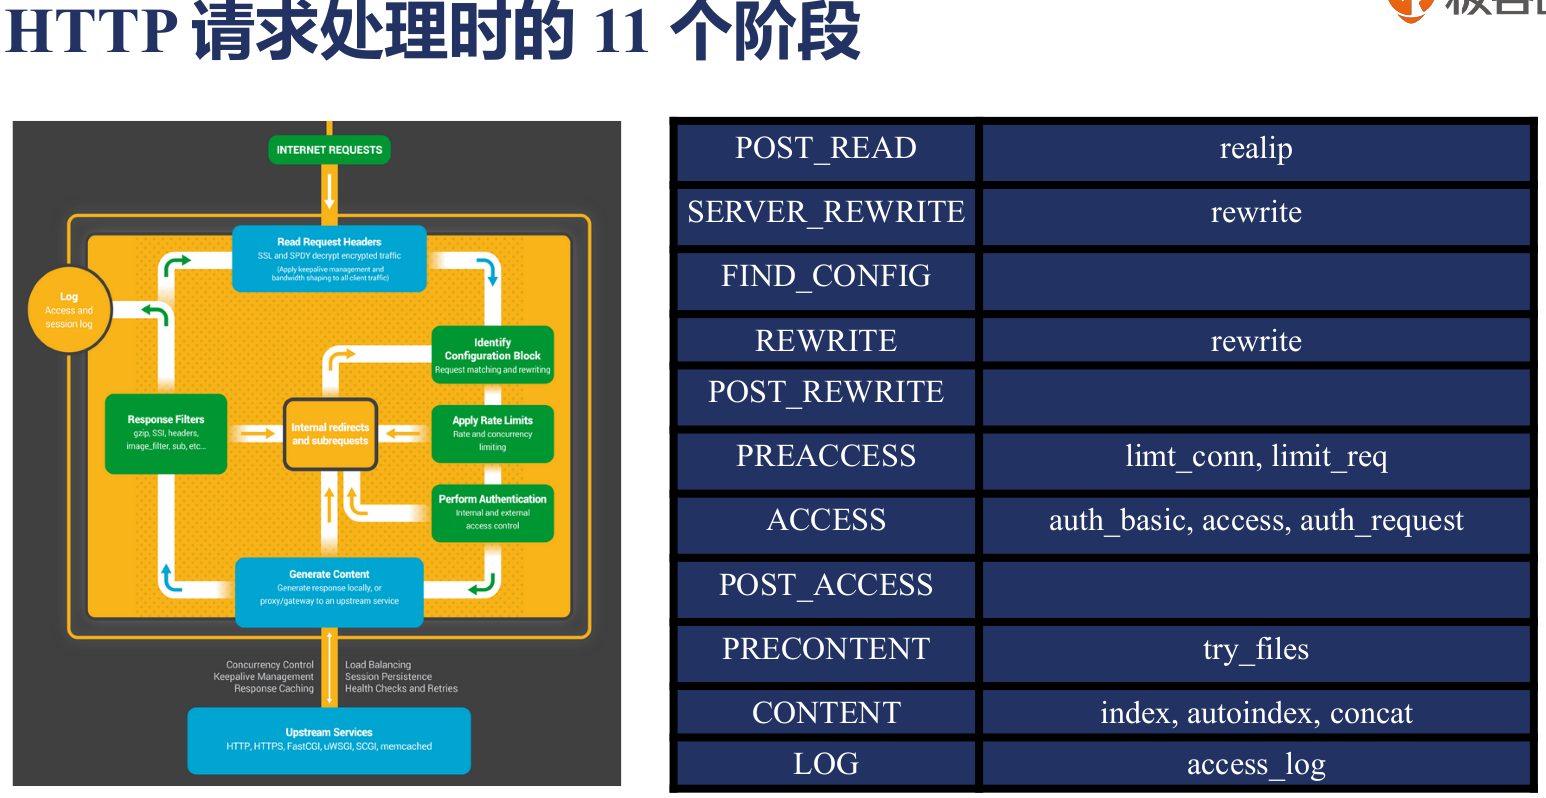 HTTP 请求处理时的 11 个阶段
INTERNET REQUESTS
Read Request Headers
SSL and SPDY decrypt encrypted traffic
(Apply keepalive management and
bandwidth shaping to all client traffic)
Log
Access and
session log
Identify
Configuration Block
Request matching and rewriting
Response Filters
gzip, SSI, headers,
image_filter, sub, etc...
Internal redirects
and subrequests
Apply Rate Limits
Rate and concurrency
limiting
Perform Authentication
Internal and external
access control
Generate Content
Generate response locally, or
proxy/gateway to an upstream service
Concurrency Control
Keepalive Management
Response Caching
Load Balancing
Session Persistence
Health Checks and Retries
Upstream Services
HTTP, HTTPS, FastCGI, uWSGI, SCGI, memcached
POST_READ realip
SERVER_REWRITE rewrite
FIND_CONFIG
REWRITE rewrite
POST_REWRITE
PREACCESS limt_conn, limit_req
ACCESS auth_basic, access, auth_request
POST_ACCESS
PRECONTENT try_files
CONTENT index, autoindex, concat
LOG access_log